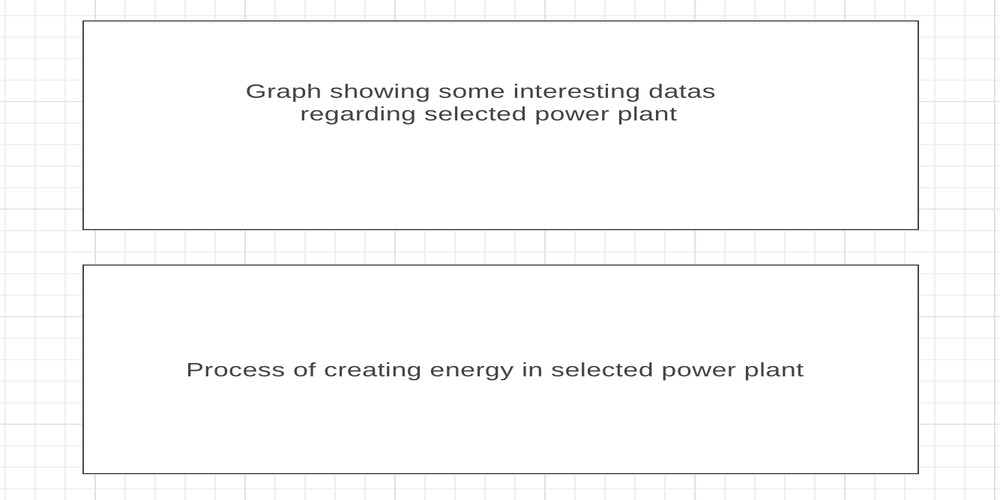 Graph showing some interesting datas
regarding selected power plant
Process of creating energy in selected power plant